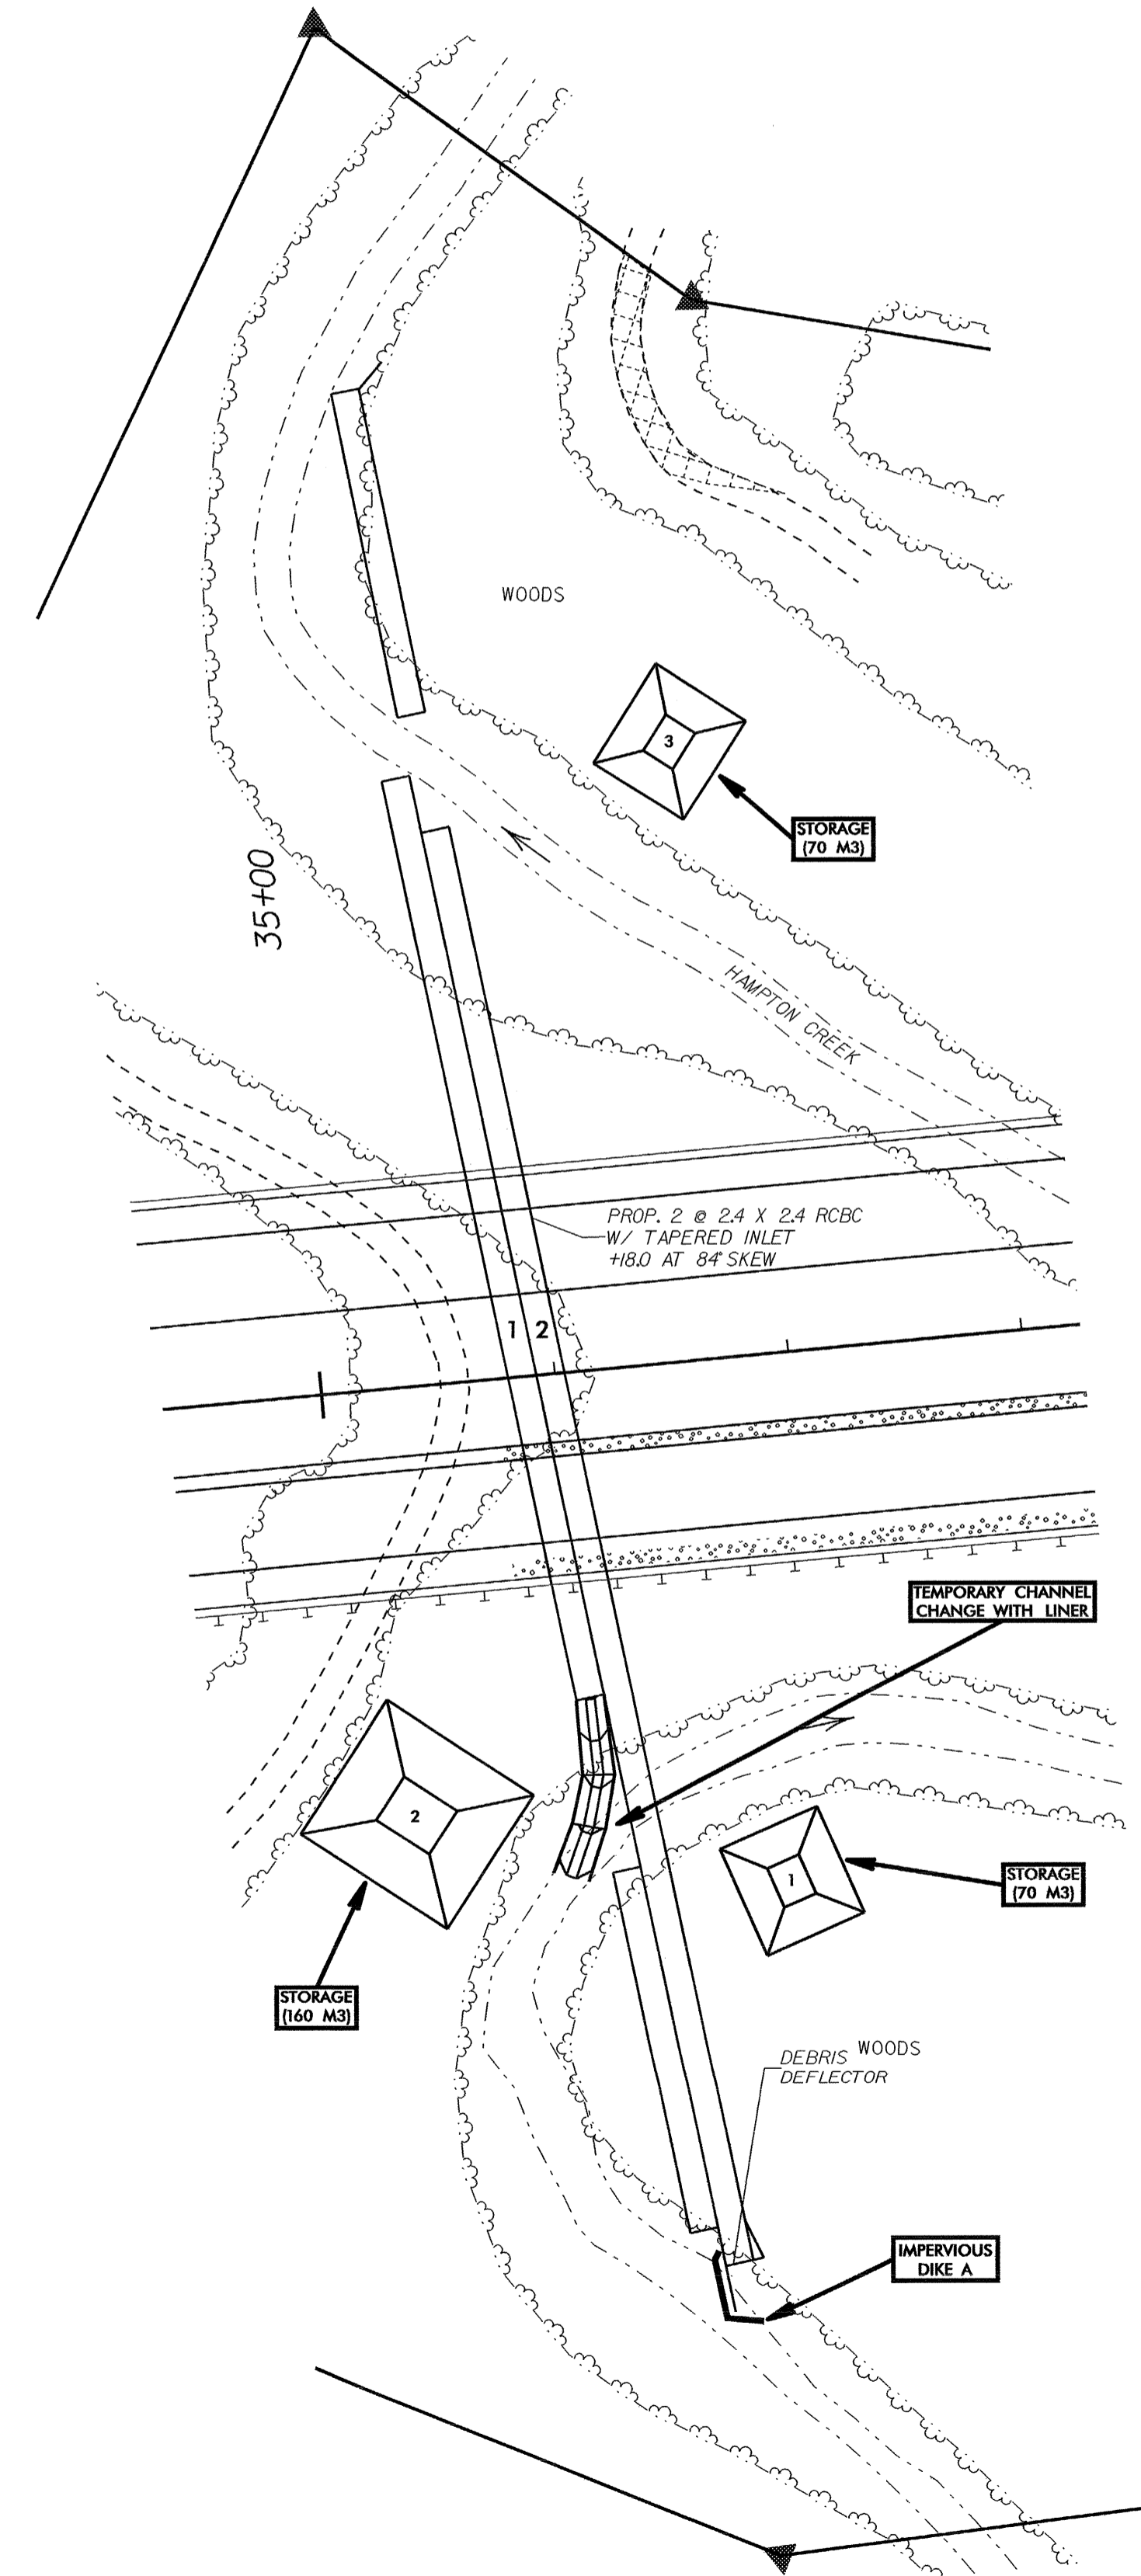 WOODS
3
STORAGE
(70 M3)
35+00
HAMPTON CREEK
PROP. 2 @ 2.4 X 2.4 RCBC
W/ TAPERED INLET
+18.0 AT 84° SKEW
1 2
TEMPORARY CHANNEL
CHANGE WITH LINER
2
1
STORAGE
(70 M3)
STORAGE
(160 M3)
WOODS
DEBRIS
DEFLECTOR
IMPERVIOUS
DIKE A